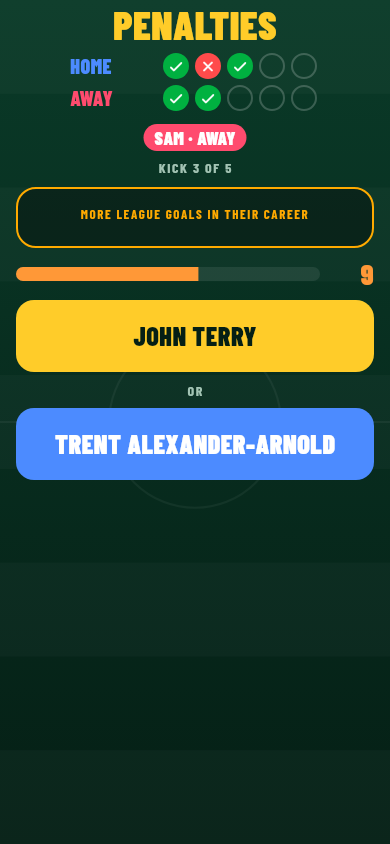 PENALTIES
HOME
AWAY
SAM · AWAY
KICK 3 OF 5
MORE LEAGUE GOALS IN THEIR CAREER
9
JOHN TERRY
OR
TRENT ALEXANDER-ARNOLD